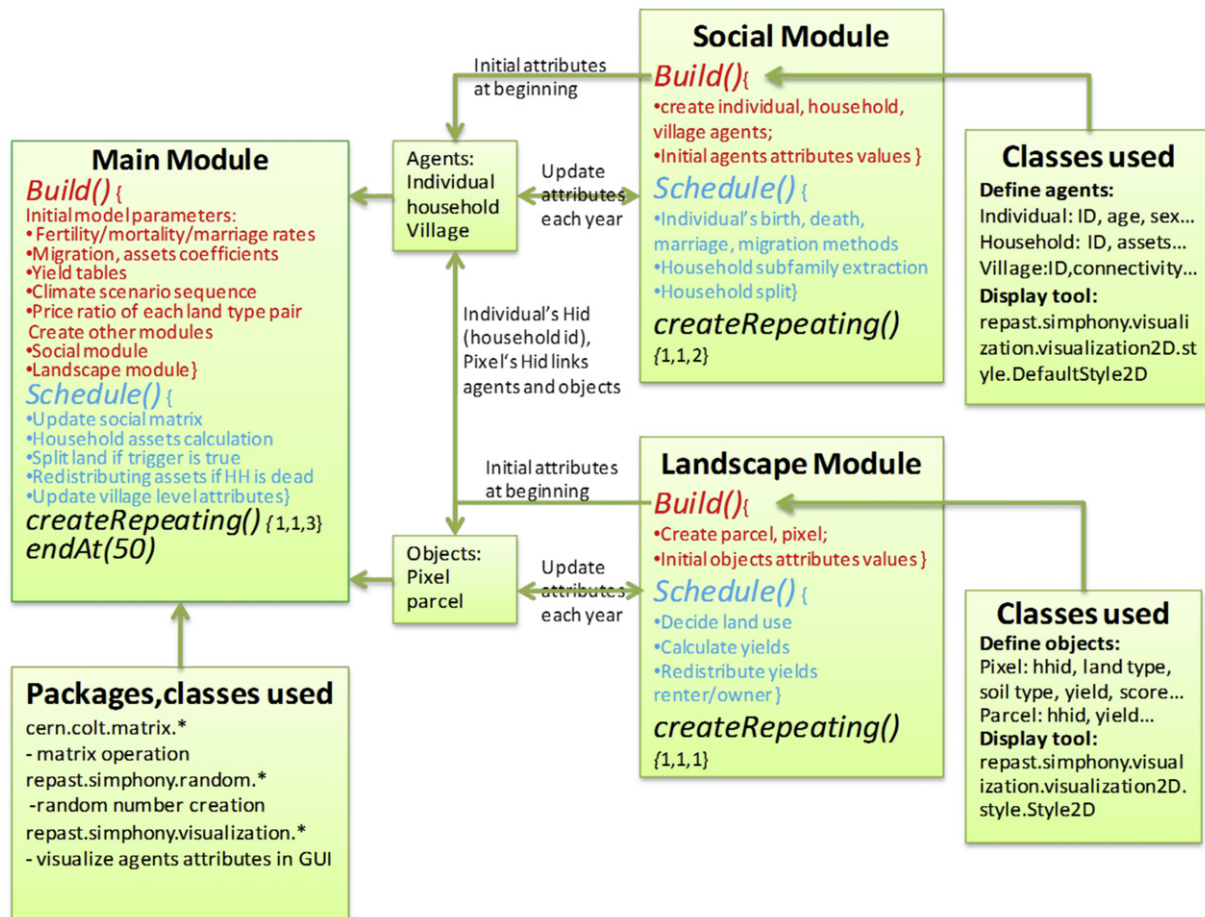 Main Module
Build() {
Initial model parameters:
•Fertility/mortality/marriage rates
•Migration, assets coefficients
•Yield tables
•Climate scenario sequence
•Price ratio of each land type pair
Create other modules
•Social module
•Landscape module}
Schedule() {
•Update social matrix
•Household assets calculation
•Split land if trigger is true
•Redistributing assets if HH is dead
•Update village level attributes}
createRepeating() {1,1,3}
endAt(50)
Packages,classes used
cern.colt.matrix.*
- matrix operation
repast.simphony.random.*
-random number creation
repast.simphony.visualization.*
- visualize agents attributes in GUI
Initial attributes
at beginning
Agents:
Individual
household
Village
Update
attributes
each year
Individual's Hid
(household id),
Pixel's Hid links
agents and objects
Initial attributes
at beginning
Objects:
Pixel
parcel
Update
attributes
each year
Social Module
Build(){
•create individual, household,
village agents;
•Initial agents attributes values }
Schedule() {
•Individual's birth, death,
marriage, migration methods
•Household subfamily extraction
•Household split}
createRepeating()
{1,1,2}
Landscape Module
Build(){
•Create parcel, pixel;
•Initial objects attributes values }
Schedule() {
•Decide land use
•Calculate yields
•Redistribute yields
renter/owner }
createRepeating()
{1,1,1}
Classes used
Define agents:
Individual: ID, age, sex...
Household: ID, assets...
Village:ID,connectivity...
Display tool:
repast.simphony.visuali
zation.visualization2D.st
yle.DefaultStyle2D
Classes used
Define objects:
Pixel: hhid, land type,
soil type, yield, score...
Parcel: hhid, yield...
Display tool:
repast.simphony.visual
ization.visualization2D.
style.Style2D